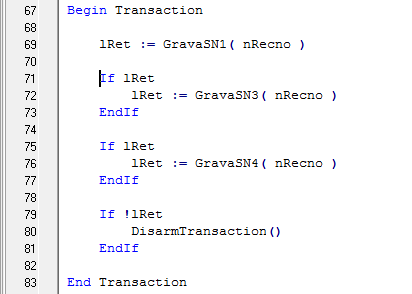 67 Begin Transaction
68
69     lRet := GravaSN1( nRecno )
70
71     If lRet
72         lRet := GravaSN3( nRecno )
73     EndIf
74
75     If lRet
76         lRet := GravaSN4( nRecno )
77     EndIf
78
79     If !lRet
80         DisarmTransaction()
81     EndIf
82
83 End Transaction